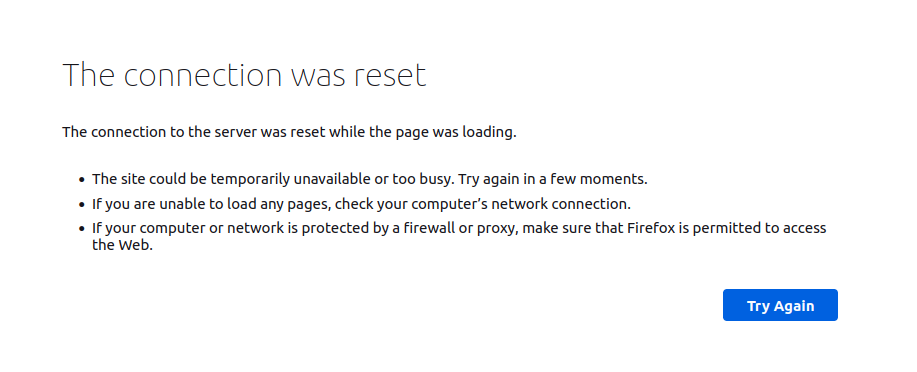 The connection was reset
The connection to the server was reset while the page was loading.
• The site could be temporarily unavailable or too busy. Try again in a few moments.
• If you are unable to load any pages, check your computer’s network connection.
• If your computer or network is protected by a firewall or proxy, make sure that Firefox is permitted to access
the Web.
Try Again